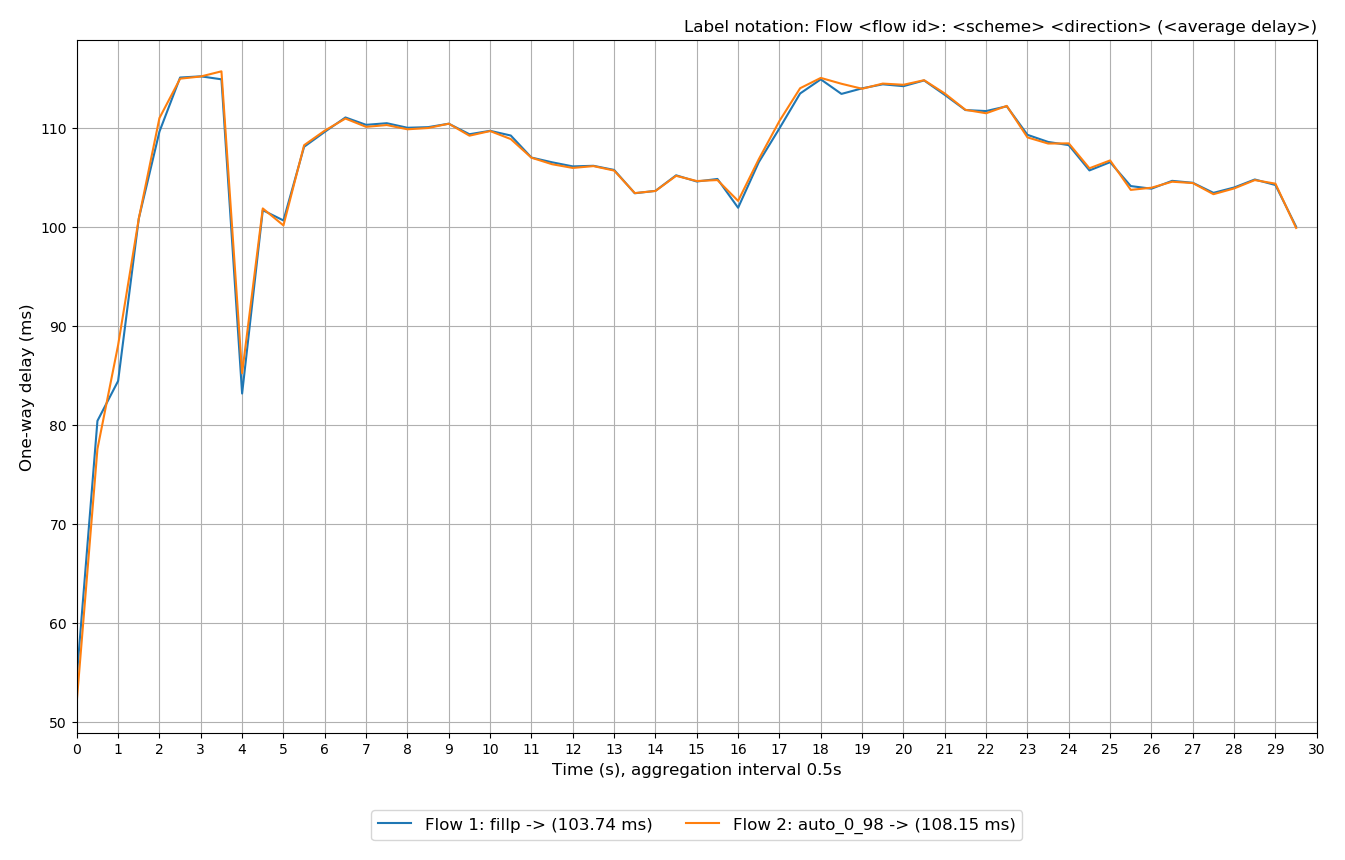 Label notation: Flow <flow id>: <scheme> <direction> (<average delay>)
One-way delay (ms)
110
100
90
80
70
60
50
0 1 2 3 4 5 6 7 8 9 10 11 12 13 14 15 16 17 18 19 20 21 22 23 24 25 26 27 28 29 30
Time (s), aggregation interval 0.5s
Flow 1: fillp -> (103.74 ms) Flow 2: auto_0_98 -> (108.15 ms)